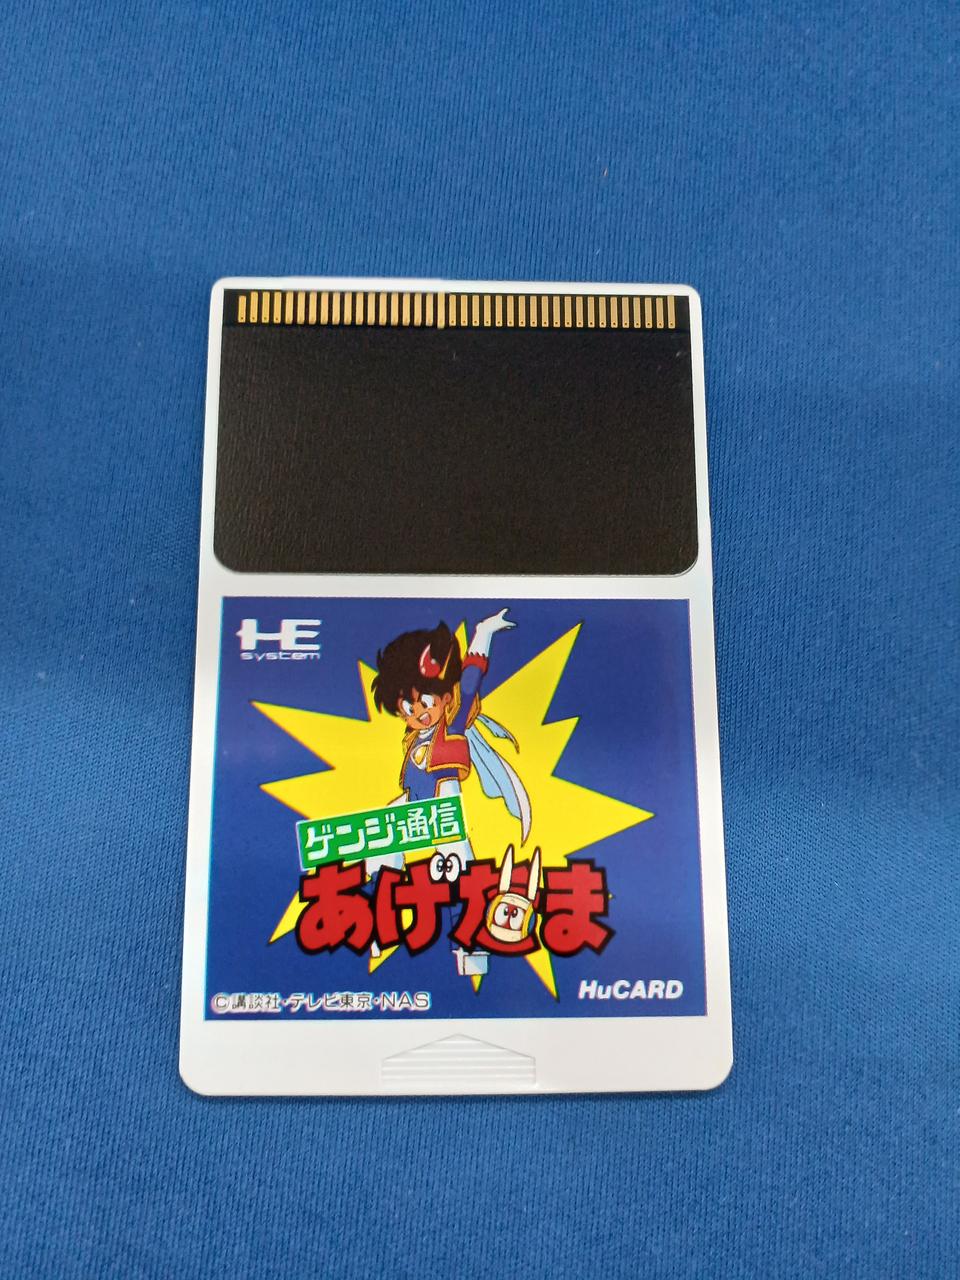 HE
system
ゲンジ通信
あげだま
©講談社・テレビ東京・NAS
HuCARD